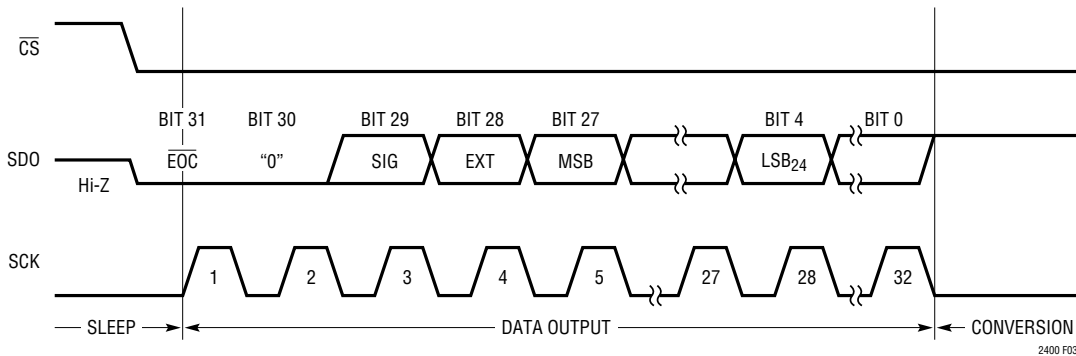 CS
BIT 31 BIT 30 BIT 29 BIT 28 BIT 27 BIT 4 BIT 0
SDO EOC “0” SIG EXT MSB LSB24
Hi-Z
SCK 1 2 3 4 5 27 28 32
SLEEP DATA OUTPUT CONVERSION
2400 F03